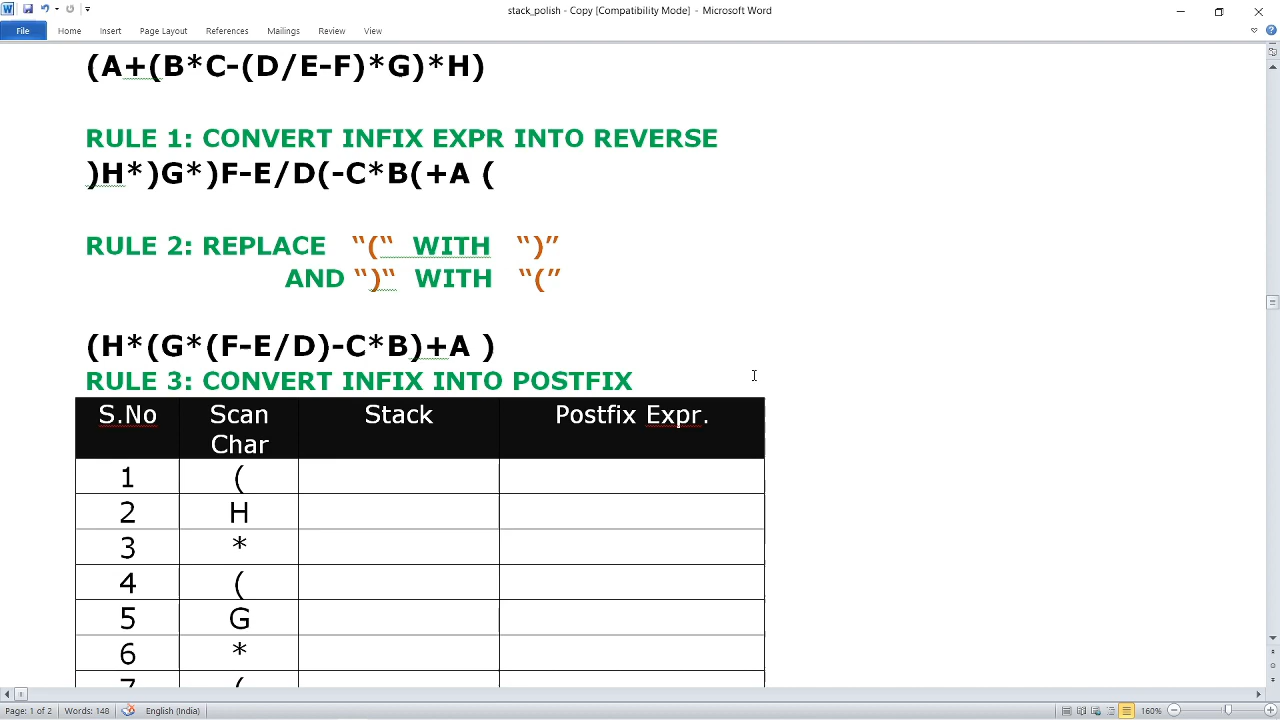 stack_polish - Copy [Compatibility Mode] - Microsoft Word
File Home Insert Page Layout References Mailings Review View
(A+(B*C-(D/E-F)*G)*H)
RULE 1: CONVERT INFIX EXPR INTO REVERSE
)H*)G*)F-E/D(-C*B(+A (
RULE 2: REPLACE “(“ WITH “)”
AND “)“ WITH “(”
(H*(G*(F-E/D)-C*B)+A )
RULE 3: CONVERT INFIX INTO POSTFIX
S.No Scan Char Stack Postfix Expr.
1 (
2 H
3 *
4 (
5 G
6 *
7 (
Page: 1 of 2 Words: 148 English (India) 160%